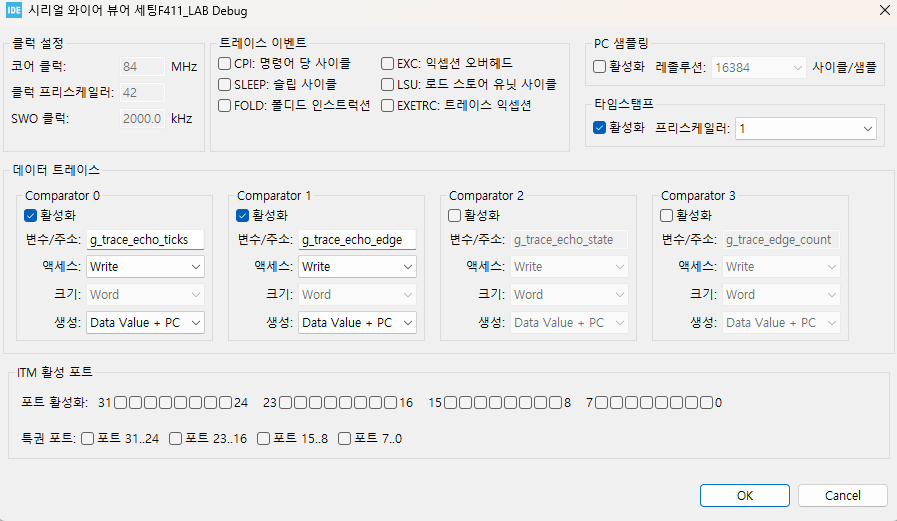 IDE 시리얼 와이어 뷰어 세팅F411_LAB Debug
클럭 설정
코어 클럭: 84 MHz
클럭 프리스케일러: 42
SWO 클럭: 2000.0 kHz
트레이스 이벤트
CPI: 명령어 당 사이클 EXC: 익셉션 오버헤드
SLEEP: 슬립 사이클 LSU: 로드 스토어 유닛 사이클
FOLD: 폴디드 인스트럭션 EXETRC: 트레이스 익셉션
PC 샘플링
활성화 레졸루션: 16384 사이클/샘플
타임스탬프
활성화 프리스케일러: 1
데이터 트레이스
Comparator 0
활성화
변수/주소: g_trace_echo_ticks
액세스: Write
크기: Word
생성: Data Value + PC
Comparator 1
활성화
변수/주소: g_trace_echo_edge
액세스: Write
크기: Word
생성: Data Value + PC
Comparator 2
활성화
변수/주소: g_trace_echo_state
액세스: Write
크기: Word
생성: Data Value + PC
Comparator 3
활성화
변수/주소: g_trace_edge_count
액세스: Write
크기: Word
생성: Data Value + PC
ITM 활성 포트
포트 활성화: 31 24 23 16 15 8 7 0
특권 포트: 포트 31..24 포트 23..16 포트 15..8 포트 7..0
OK Cancel